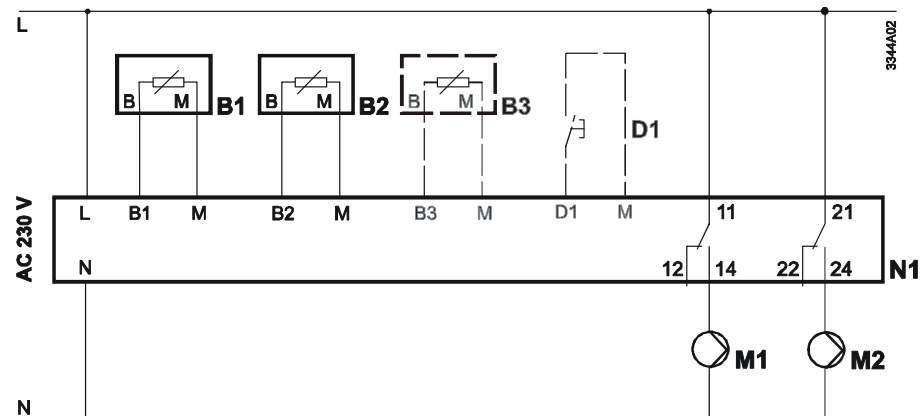 L
3344A02
B M B1
B M B2
B M B3
D1
AC 230 V
L B1 M B2 M B3 M D1 M 11 21
N 12 14 22 24 N1
M1 M2
N